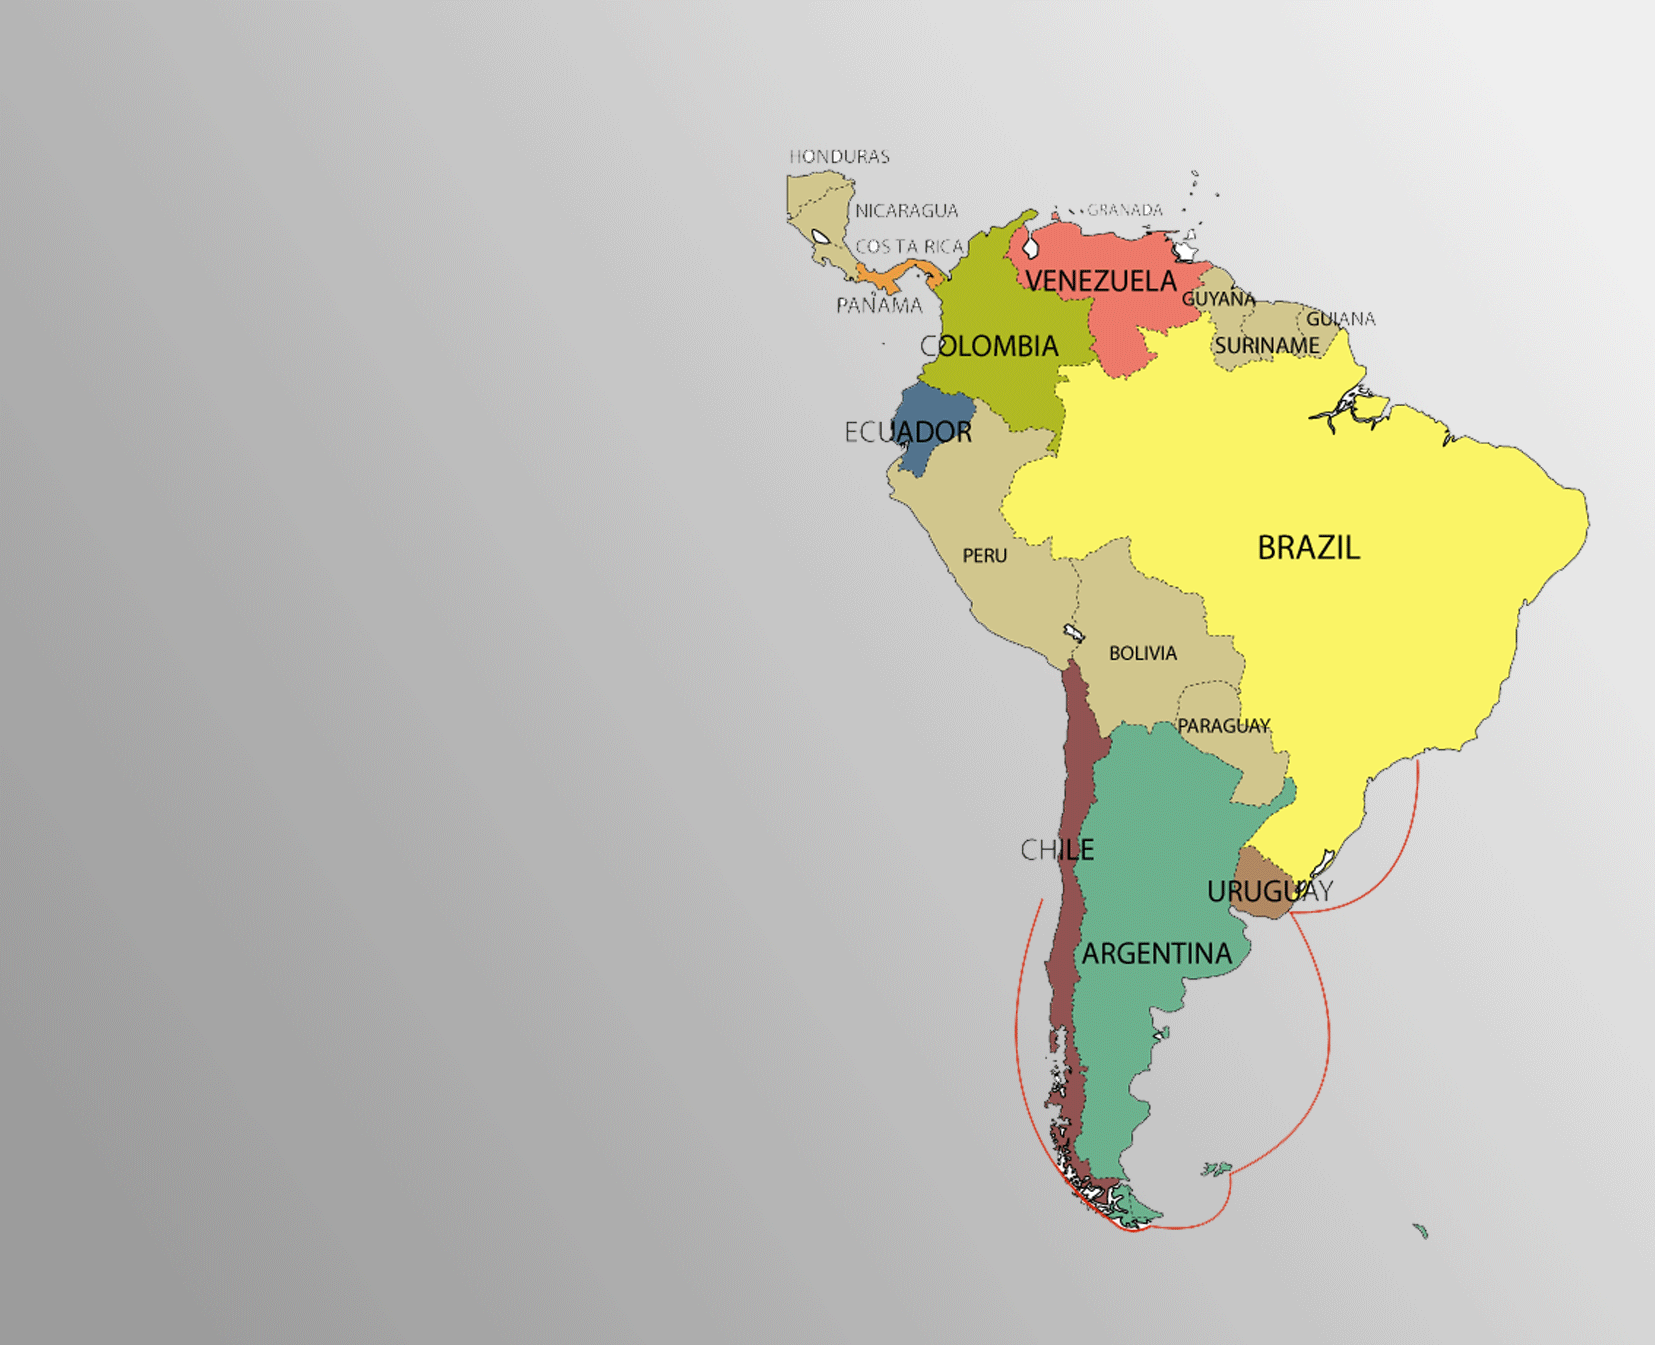 HONDURAS
NICARAGUA
GRANADA
COSTA RICA
VENEZUELA
PANAMA
GUYANA
GUIANA
COLOMBIA
SURINAME
ECUADOR
BRAZIL
PERU
BOLIVIA
PARAGUAY
CHILE
URUGUAY
ARGENTINA